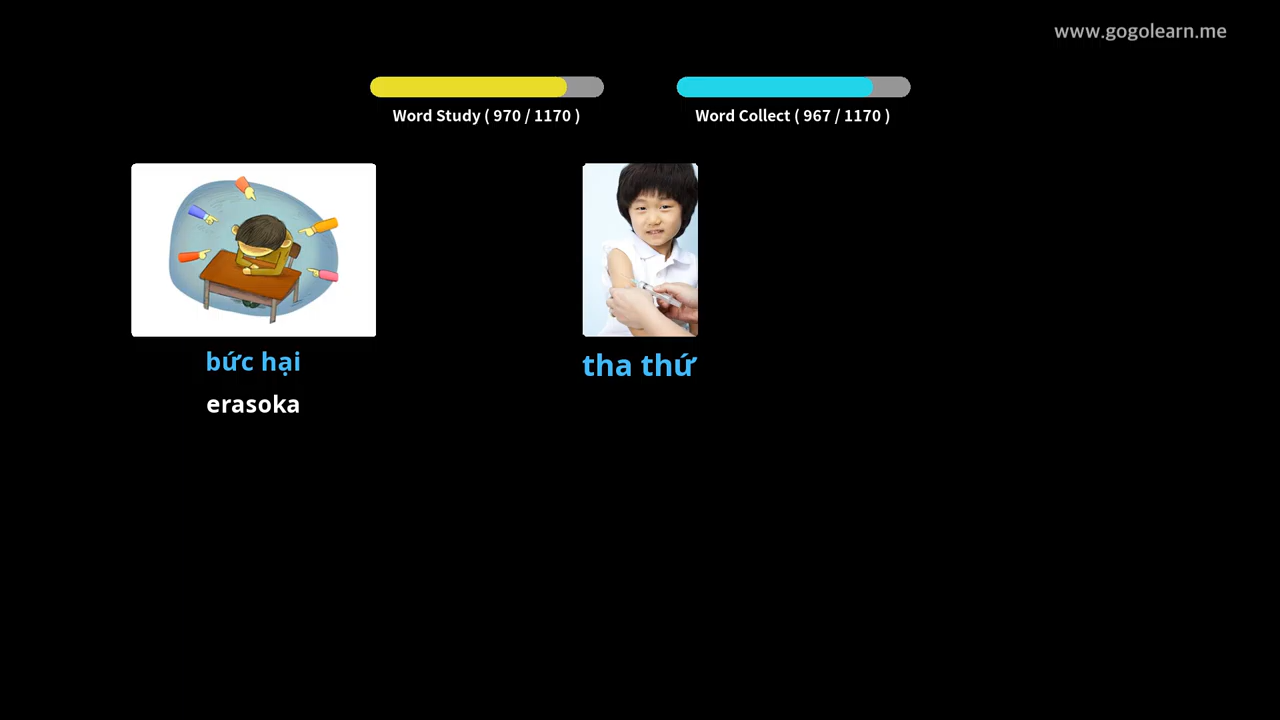 www.gogolearn.me
Word Study ( 970 / 1170 )
Word Collect ( 967 / 1170 )
bức hại
erasoka
tha thứ